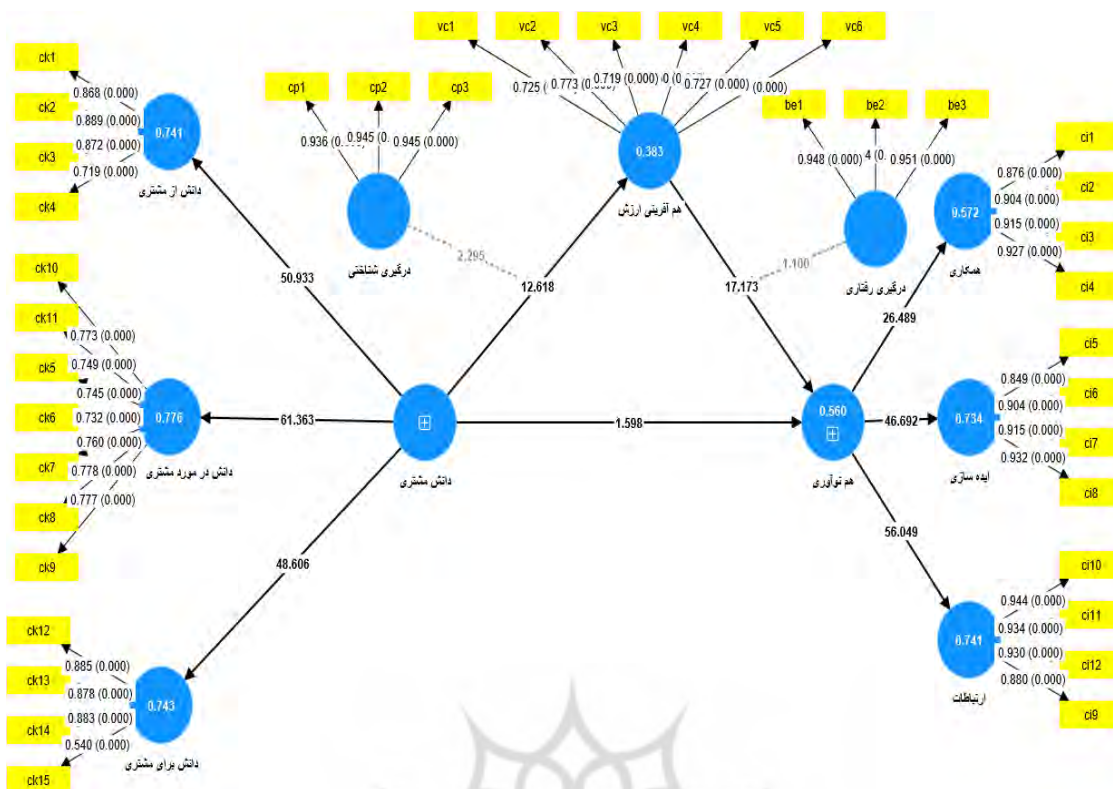 vc1
vc2
vc3
vc4
vc5
vc6
0.725
0.773 (0.000)
0.719 (0.000)
0.727 (0.000)
0.383
هم آفرینی ارزش
ck1
ck2
ck3
ck4
0.868 (0.000)
0.889 (0.000)
0.872 (0.000)
0.719 (0.000)
0.741
دانش از مشتری
cp1
cp2
cp3
0.936
0.945
0.945 (0.000)
درگیری شناختی
be1
be2
be3
0.948 (0.000)
0.951 (0.000)
درگیری رفتاری
ci1
ci2
ci3
ci4
0.876 (0.000)
0.904 (0.000)
0.915 (0.000)
0.927 (0.000)
0.572
همکاری
2.295
1.100
50.933
12.618
17.173
26.489
ck10
ck11
ck5
ck6
ck7
ck8
ck9
0.773 (0.000)
0.749 (0.000)
0.745 (0.000)
0.732 (0.000)
0.760 (0.000)
0.778 (0.000)
0.777 (0.000)
0.776
دانش در مورد مشتری
61.363
دانش مشتری
1.598
0.560
هم نوآوری
46.692
0.734
ایده سازی
ci5
ci6
ci7
ci8
0.849 (0.000)
0.904 (0.000)
0.915 (0.000)
0.932 (0.000)
48.606
56.049
ck12
ck13
ck14
ck15
0.885 (0.000)
0.878 (0.000)
0.883 (0.000)
0.540 (0.000)
0.743
دانش برای مشتری
ci10
ci11
ci12
ci9
0.944 (0.000)
0.934 (0.000)
0.930 (0.000)
0.880 (0.000)
0.741
ارتباطات